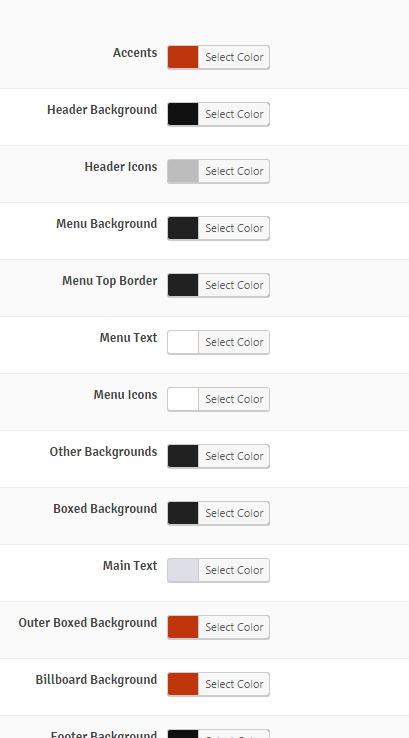 Accents Select Color
Header Background Select Color
Header Icons Select Color
Menu Background Select Color
Menu Top Border Select Color
Menu Text Select Color
Menu Icons Select Color
Other Backgrounds Select Color
Boxed Background Select Color
Main Text Select Color
Outer Boxed Background Select Color
Billboard Background Select Color
Footer Background Select Color